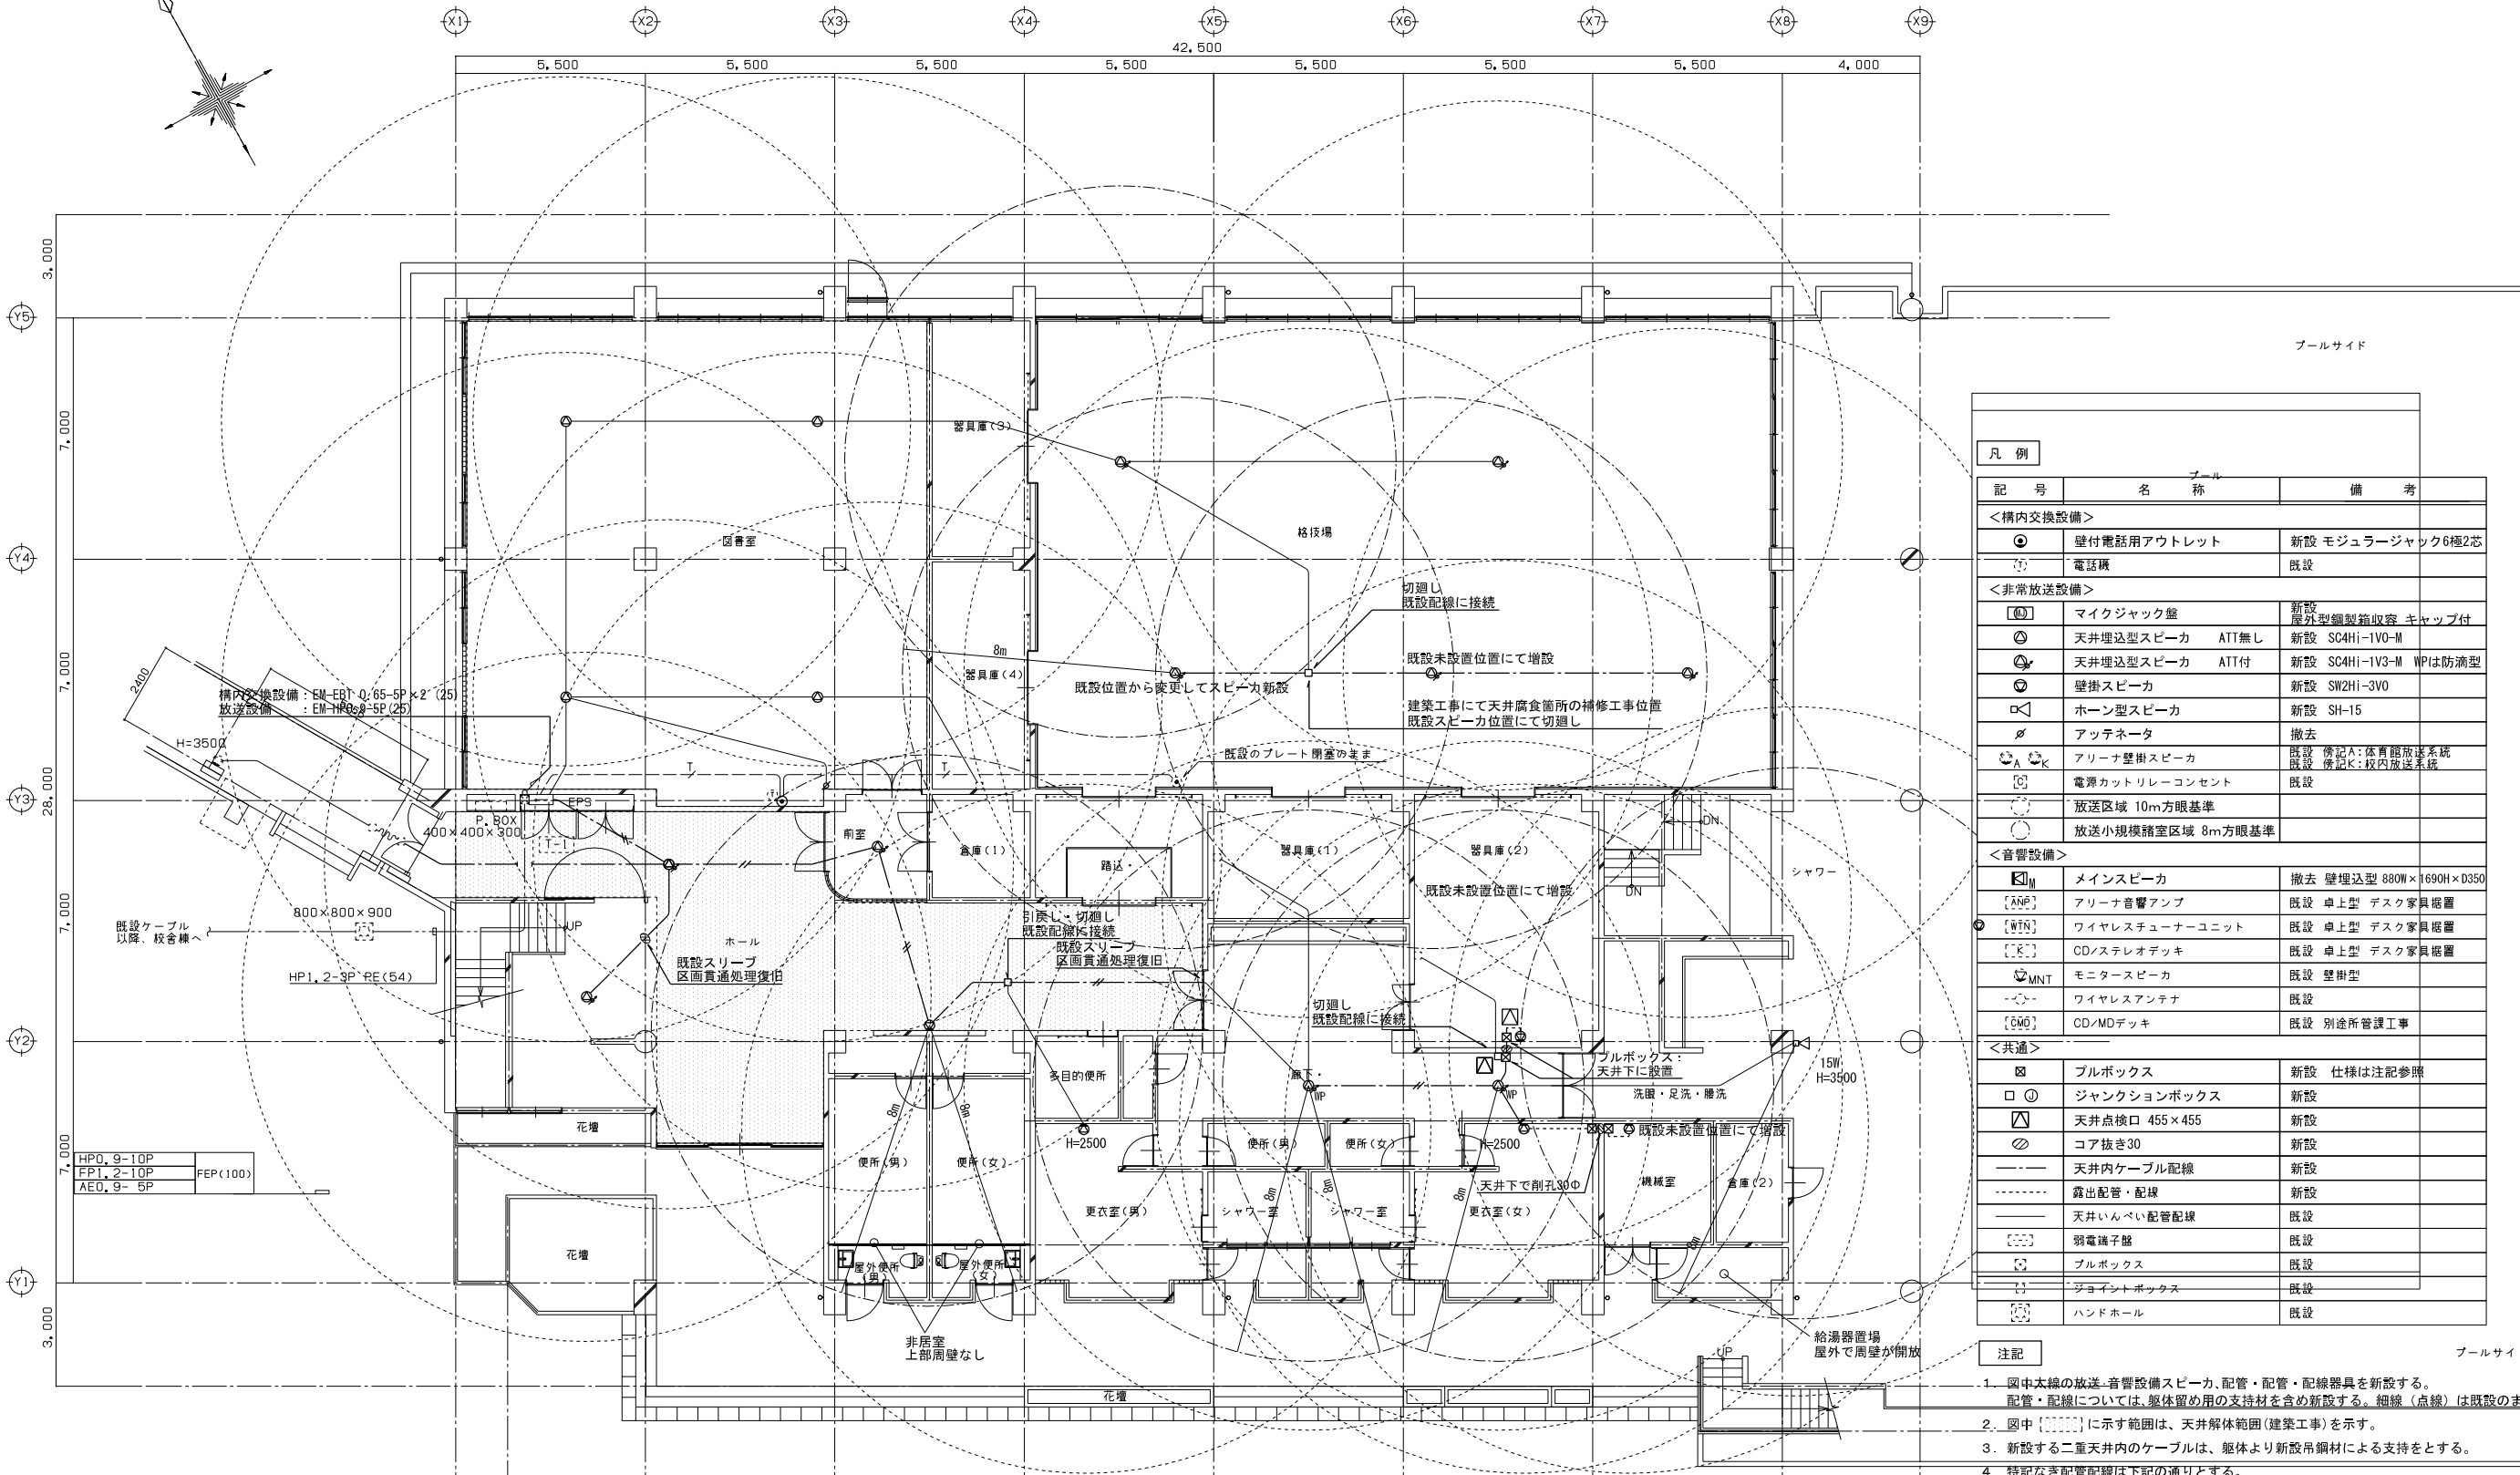 X1 X2 X3 X4 X5 X6 X7 X8 X9
42,500
5,500 5,500 5,500 5,500 5,500 5,500 5,500 4,000
3,000
Y5
7,000
Y4
7,000
Y3
28,000
7,000
Y2
7,000
Y1
3,000
プールサイド
プール
器具庫(3)
図書室
格技場
切廻し
既設配線に接続
8m
器具庫(4)
既設未設置位置にて増設
既設位置から変更してスピーカ新設
建築工事にて天井腐食箇所の補修工事位置
既設スピーカ位置にて切廻し
既設のプレート閉塞のまま
2400
構内交換設備:EM-EBT 0.65-5P×2 (25)
放送設備 :EM-HP0.9-5P(25)
H=3500
T T
EPS
P.BOX
400×400×300
T-1
前室
倉庫(1)
踏込
器具庫(1)
器具庫(2)
DN
DN
シャワー
既設未設置位置にて増設
800×800×900
既設ケーブル
以降、校舎棟へ
UP
ホール
既設スリーブ
区画貫通処理復旧
引戻し・切廻し
既設配線に接続
既設スリーブ
区画貫通処理復旧
HP1.2-3P PE(54)
切廻し
既設配線に接続
プルボックス:
天井下に設置
15W
H=3500
多目的便所
廊下
WP
WP
洗眼・足洗・腰洗
花壇
8m 8m
H=2500
便所(男)
便所(女)
H=2500
既設未設置位置にて増設
HP0.9-10P
FP1.2-10P
AE0.9- 5P
FEP(100)
便所(男)
便所(女)
天井下で削孔30Φ
8m 8m 8m 8m
更衣室(男)
シャワー室
シャワー室
更衣室(女)
機械室
倉庫(2)
花壇
屋外便所
(男)
屋外便所
(女)
非居室
上部周壁なし
給湯器置場
屋外で周壁が開放
花壇
UP
プールサイ
凡 例
記 号 名 称 備 考
<構内交換設備>
壁付電話用アウトレット 新設 モジュラージャック6極2芯
T 電話機 既設
<非常放送設備>
マイクジャック盤 新設
屋外型鋼製箱収容 キャップ付
天井埋込型スピーカ ATT無し 新設 SC4Hi-1V0-M
天井埋込型スピーカ ATT付 新設 SC4Hi-1V3-M WPは防滴型
壁掛スピーカ 新設 SW2Hi-3V0
ホーン型スピーカ 新設 SH-15
アッテネータ 撤去
A K アリーナ壁掛スピーカ 既設 傍記A:体育館放送系統
既設 傍記K:校内放送系統
C 電源カットリレーコンセント 既設
放送区域 10m方眼基準
放送小規模諸室区域 8m方眼基準
<音響設備>
M メインスピーカ 撤去 壁埋込型 880W×1690H×D350
AMP アリーナ音響アンプ 既設 卓上型 デスク家具据置
WTN ワイヤレスチューナーユニット 既設 卓上型 デスク家具据置
K CD/ステレオデッキ 既設 卓上型 デスク家具据置
MNT モニタースピーカ 既設 壁掛型
ワイヤレスアンテナ 既設
CMD CD/MDデッキ 既設 別途所管課工事
<共通>
プルボックス 新設 仕様は注記参照
J ジャンクションボックス 新設
天井点検口 455×455 新設
コア抜き30 新設
天井内ケーブル配線 新設
露出配管・配線 新設
天井いんぺい配管配線 既設
弱電端子盤 既設
プルボックス 既設
ジョイントボックス 既設
ハンドホール 既設
注記
1. 図中太線の放送・音響設備スピーカ、配管・配管・配線器具を新設する。
配管・配線については、躯体留め用の支持材を含め新設する。細線(点線)は既設のま
2. 図中 に示す範囲は、天井解体範囲(建築工事)を示す。
3. 新設する二重天井内のケーブルは、躯体より新設吊鋼材による支持をとする。
4. 特記なき配管配線は下記の通りとする。